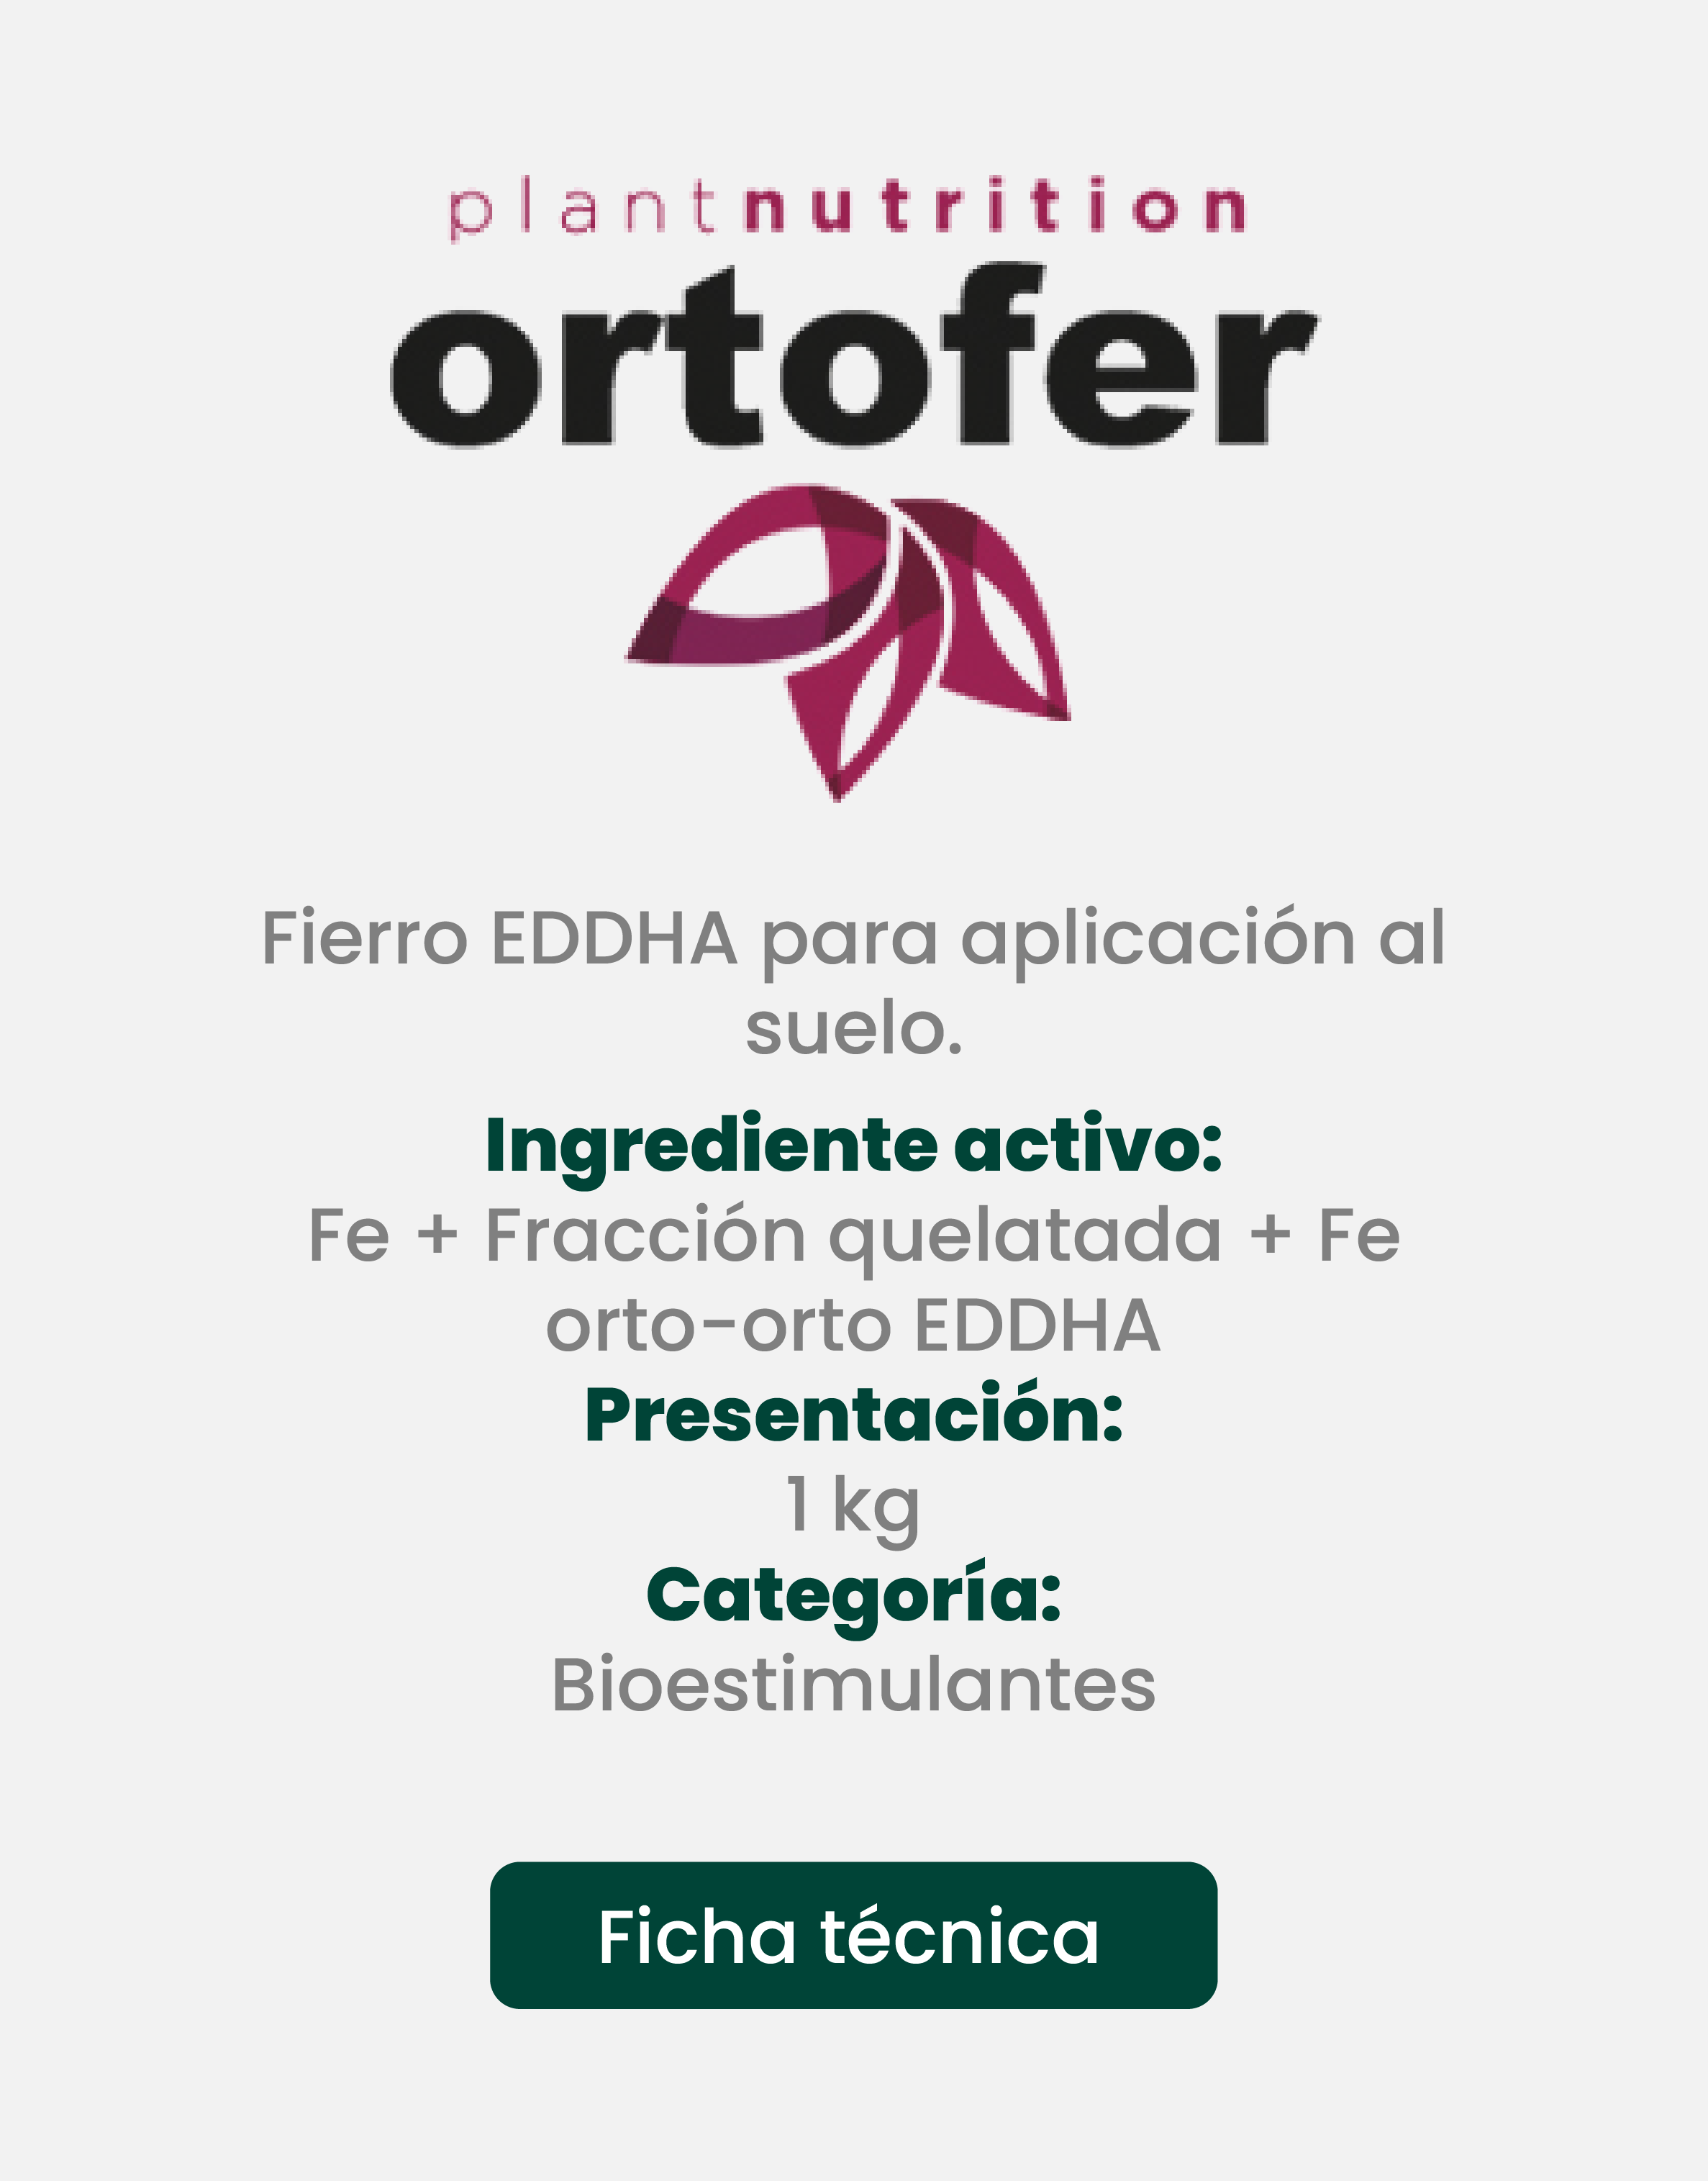 plantnutrition
ortofer
Fierro EDDHA para aplicación al
suelo.
Ingrediente activo:
Fe + Fracción quelatada + Fe
orto-orto EDDHA
Presentación:
1 kg
Categoría:
Bioestimulantes
Ficha técnica